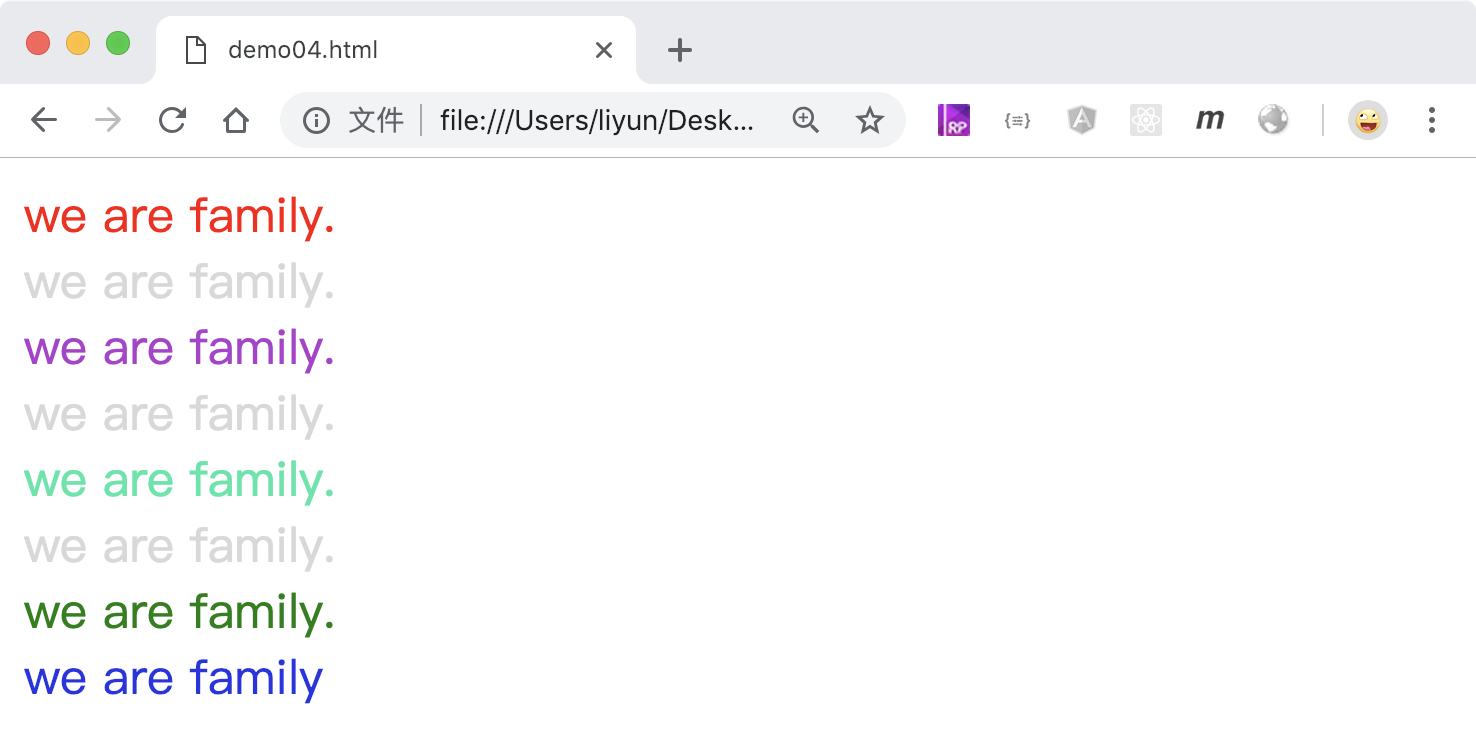 demo04.html
文件 file:///Users/liyun/Desk...
RP
{≡}
A
m
we are family.
we are family.
we are family.
we are family.
we are family.
we are family.
we are family.
we are family